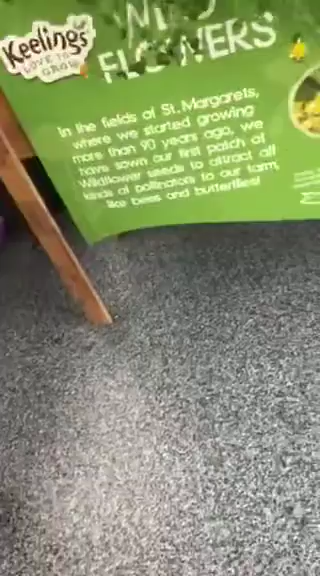 Keelings
LOVE TO
GROW
WILD
FLOWERS
In the fields of St. Margarets,
where we started growing
more than 90 years ago, we
have sown our first patch of
Wildflower seeds to attract all
kinds of pollinators to our farm,
like bees and butterflies!